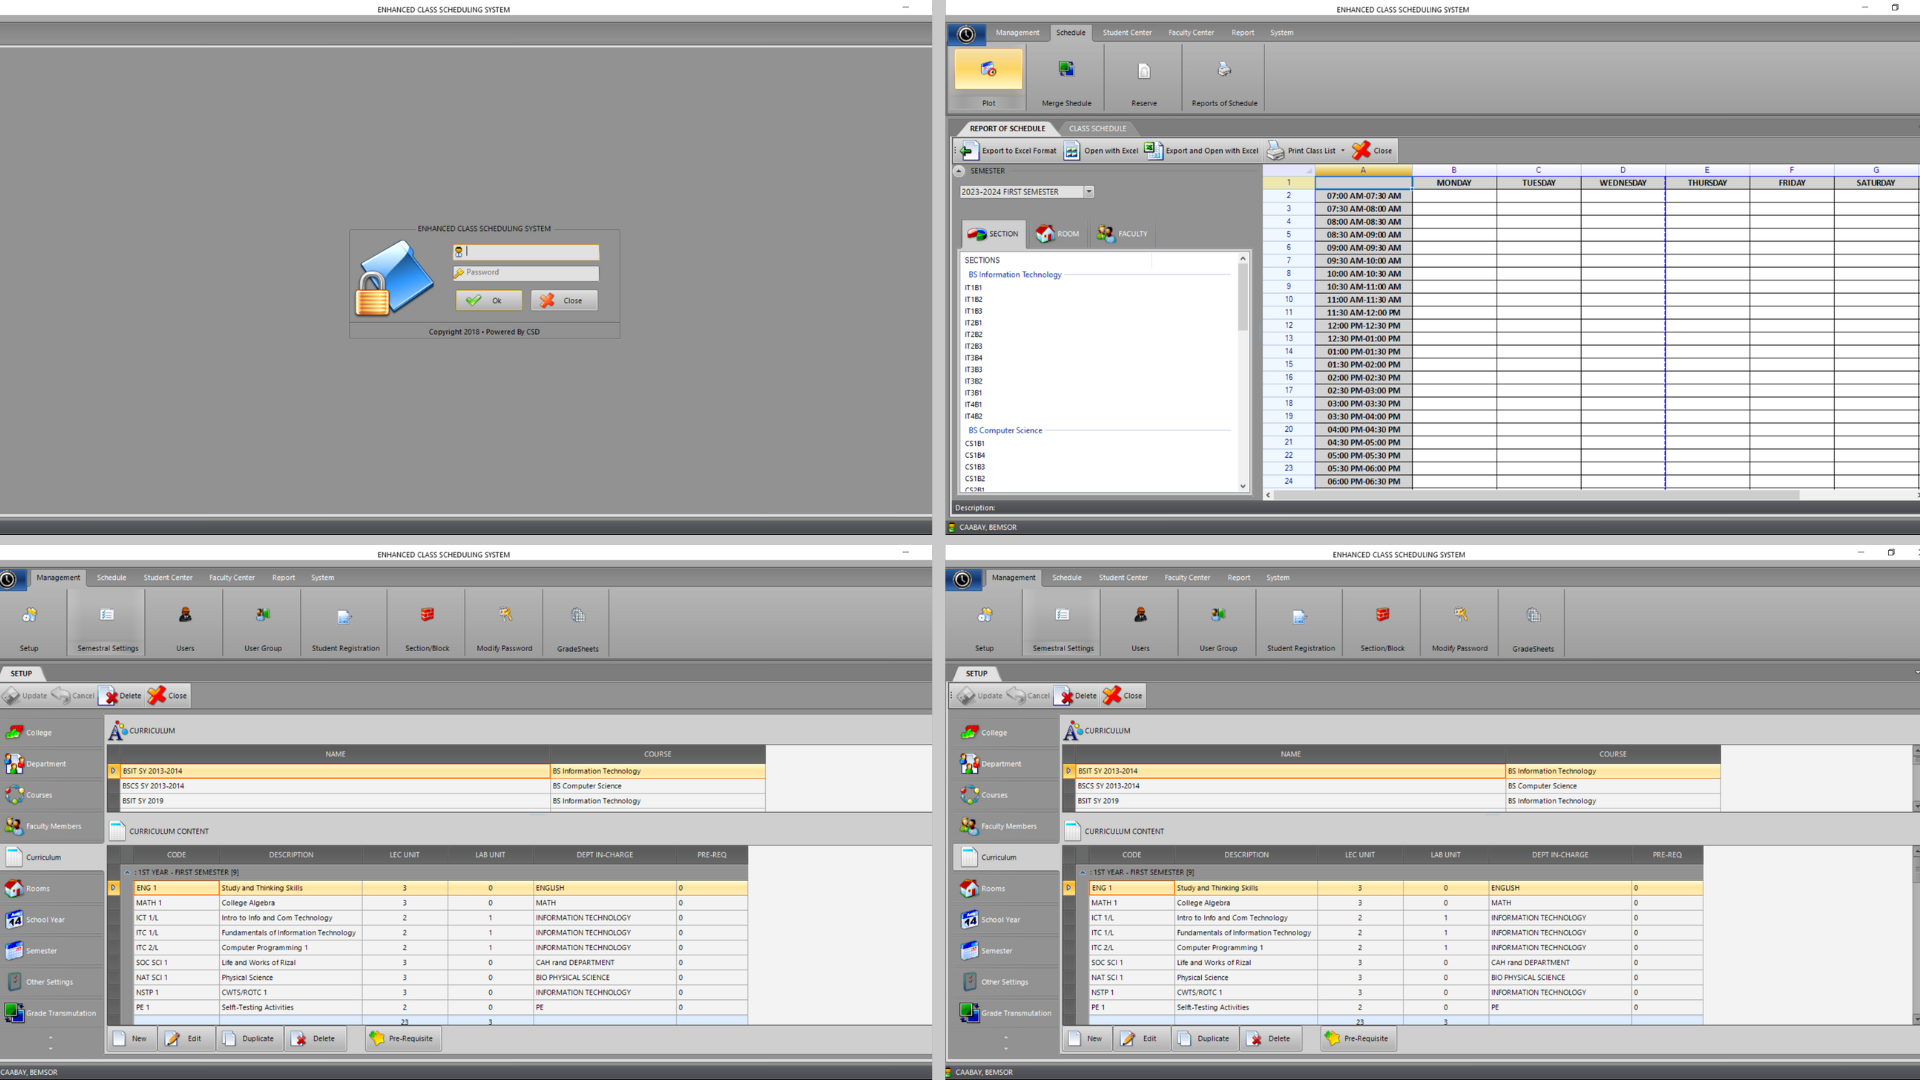 ENHANCED CLASS SCHEDULING SYSTEM
ENHANCED CLASS SCHEDULING SYSTEM
Password
Ok Close
Copyright 2018 • Powered By CSD
ENHANCED CLASS SCHEDULING SYSTEM
Management Schedule Student Center Faculty Center Report System
Plot Merge Shedule Reserve Reports of Schedule
REPORT OF SCHEDULE CLASS SCHEDULE
Export to Excel Format Open with Excel Export and Open with Excel Print Class List Close
SEMESTER
2023-2024 FIRST SEMESTER
SECTION ROOM FACULTY
SECTIONS
BS Information Technology
IT1B1
IT1B2
IT1B3
IT2B1
IT2B2
IT2B3
IT3B4
IT3B3
IT3B2
IT3B1
IT4B1
IT4B2
BS Computer Science
CS1B1
CS1B4
CS1B3
CS1B2
CS2B1
A B C D E F G
1 MONDAY TUESDAY WEDNESDAY THURSDAY FRIDAY SATURDAY
2 07:00 AM-07:30 AM
3 07:30 AM-08:00 AM
4 08:00 AM-08:30 AM
5 08:30 AM-09:00 AM
6 09:00 AM-09:30 AM
7 09:30 AM-10:00 AM
8 10:00 AM-10:30 AM
9 10:30 AM-11:00 AM
10 11:00 AM-11:30 AM
11 11:30 AM-12:00 PM
12 12:00 PM-12:30 PM
13 12:30 PM-01:00 PM
14 01:00 PM-01:30 PM
15 01:30 PM-02:00 PM
16 02:00 PM-02:30 PM
17 02:30 PM-03:00 PM
18 03:00 PM-03:30 PM
19 03:30 PM-04:00 PM
20 04:00 PM-04:30 PM
21 04:30 PM-05:00 PM
22 05:00 PM-05:30 PM
23 05:30 PM-06:00 PM
24 06:00 PM-06:30 PM
Description:
CAABAY, BEMSOR
ENHANCED CLASS SCHEDULING SYSTEM
Management Schedule Student Center Faculty Center Report System
Setup Semestral Settings Users User Group Student Registration Section/Block Modify Password GradeSheets
SETUP
Update Cancel Delete Close
College
Department
Courses
Faculty Members
Curriculum
Rooms
School Year
Semester
Other Settings
Grade Transmutation
CURRICULUM
NAME COURSE
BSIT SY 2013-2014 BS Information Technology
BSCS SY 2013-2014 BS Computer Science
BSIT SY 2019 BS Information Technology
CURRICULUM CONTENT
CODE DESCRIPTION LEC UNIT LAB UNIT DEPT IN-CHARGE PRE-REQ
: 1ST YEAR - FIRST SEMESTER [9]
ENG 1 Study and Thinking Skills 3 0 ENGLISH 0
MATH 1 College Algebra 3 0 MATH 0
ICT 1/L Intro to Info and Com Technology 2 1 INFORMATION TECHNOLOGY 0
ITC 1/L Fundamentals of Information Technology 2 1 INFORMATION TECHNOLOGY 0
ITC 2/L Computer Programming 1 2 1 INFORMATION TECHNOLOGY 0
SOC SCI 1 Life and Works of Rizal 3 0 CAH rand DEPARTMENT 0
NAT SCI 1 Physical Science 3 0 BIO PHYSICAL SCIENCE 0
NSTP 1 CWTS/ROTC 1 3 0 INFORMATION TECHNOLOGY 0
PE 1 Selft-Testing Activities 2 0 PE 0
23 3
New Edit Duplicate Delete Pre-Requisite
CAABAY, BEMSOR
ENHANCED CLASS SCHEDULING SYSTEM
Management Schedule Student Center Faculty Center Report System
Setup Semestral Settings Users User Group Student Registration Section/Block Modify Password GradeSheets
SETUP
Update Cancel Delete Close
College
Department
Courses
Faculty Members
Curriculum
Rooms
School Year
Semester
Other Settings
Grade Transmutation
CURRICULUM
NAME COURSE
BSIT SY 2013-2014 BS Information Technology
BSCS SY 2013-2014 BS Computer Science
BSIT SY 2019 BS Information Technology
CURRICULUM CONTENT
CODE DESCRIPTION LEC UNIT LAB UNIT DEPT IN-CHARGE PRE-REQ
: 1ST YEAR - FIRST SEMESTER [9]
ENG 1 Study and Thinking Skills 3 0 ENGLISH 0
MATH 1 College Algebra 3 0 MATH 0
ICT 1/L Intro to Info and Com Technology 2 1 INFORMATION TECHNOLOGY 0
ITC 1/L Fundamentals of Information Technology 2 1 INFORMATION TECHNOLOGY 0
ITC 2/L Computer Programming 1 2 1 INFORMATION TECHNOLOGY 0
SOC SCI 1 Life and Works of Rizal 3 0 CAH rand DEPARTMENT 0
NAT SCI 1 Physical Science 3 0 BIO PHYSICAL SCIENCE 0
NSTP 1 CWTS/ROTC 1 3 0 INFORMATION TECHNOLOGY 0
PE 1 Selft-Testing Activities 2 0 PE 0
23 3
New Edit Duplicate Delete Pre-Requisite
CAABAY, BEMSOR